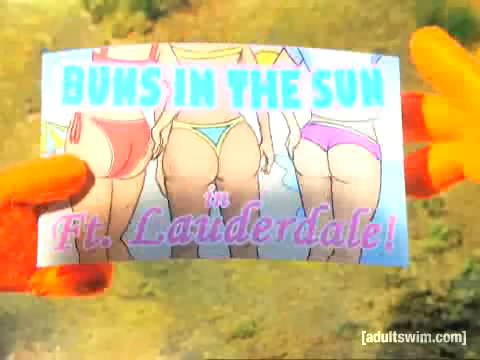 BUNS IN THE SUN
in
Ft. Lauderdale!
[adultswim.com]